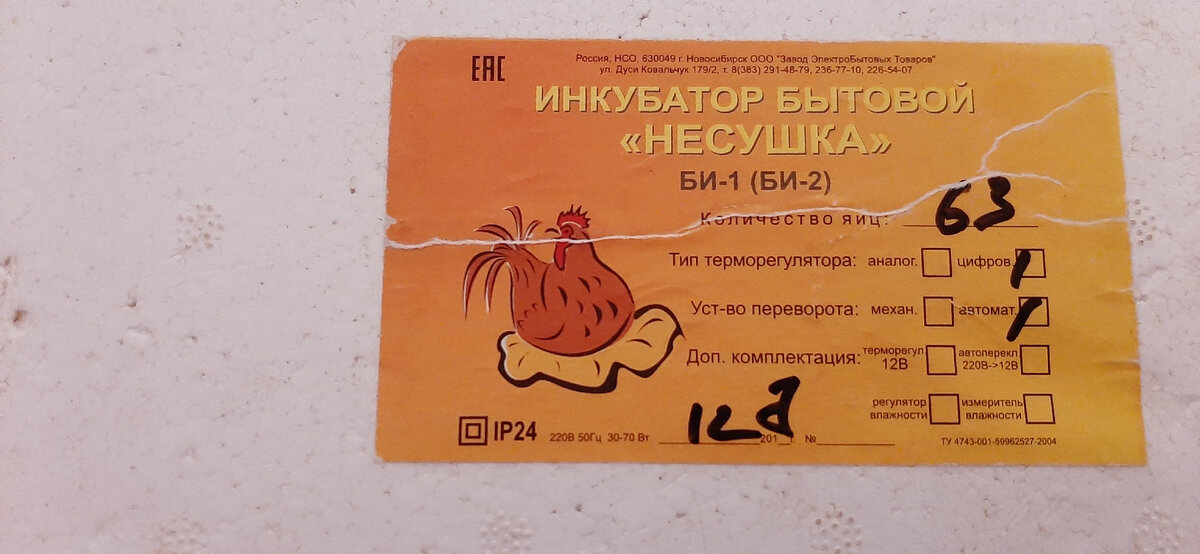 EAC
Россия, НСО, 630049 г. Новосибирск ООО "Завод ЭлектроБытовых Товаров"
ул. Дуси Ковальчук 179/2, т. 8(383) 291-48-79, 236-77-10, 226-54-07
ИНКУБАТОР БЫТОВОЙ
«НЕСУШКА»
БИ-1 (БИ-2)
Количество яиц: 63
Тип терморегулятора: аналог. цифров.
Уст-во переворота: механ. автомат.
Доп. комплектация: терморегул 12В автоперекл 220В->12В
регулятор влажности измеритель влажности
IP24 220В 50Гц 30-70 Вт 201 г. №
ТУ 4743-001-59962527-2004